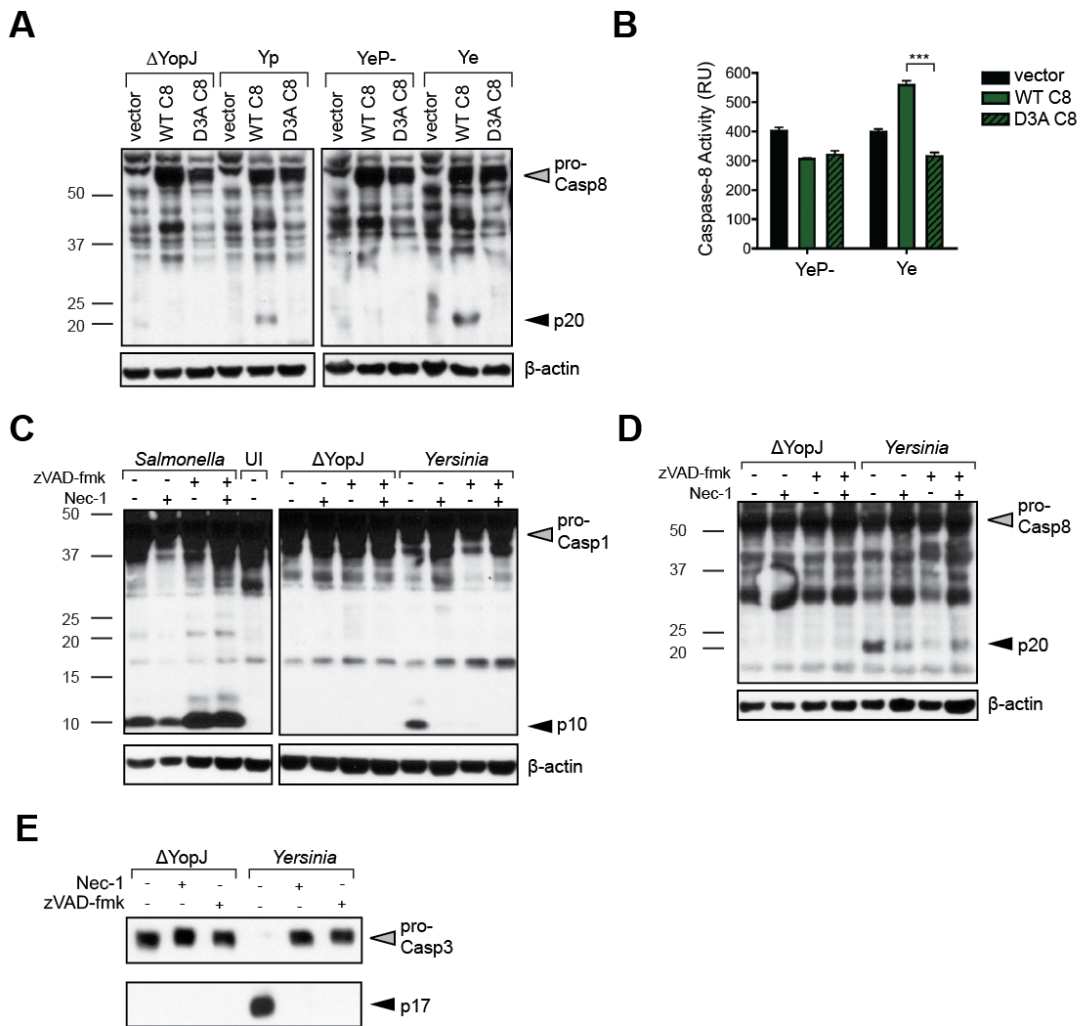 A
ΔYopJ Yp YeP- Ye
vector WT C8 D3A C8 vector WT C8 D3A C8 vector WT C8 D3A C8 vector WT C8 D3A C8
pro-
Casp8
50
37
25
20
p20
β-actin
B
Caspase-8 Activity (RU)
600
500
400
300
200
100
0
***
YeP- Ye
vector
WT C8
D3A C8
C
Salmonella UI ΔYopJ Yersinia
zVAD-fmk - - + + - - - + + - - + +
Nec-1 - + - + - - + - + - + - +
50
37
25
20
15
10
pro-
Casp1
p10
β-actin
D
ΔYopJ Yersinia
zVAD-fmk - - + + - - + +
Nec-1 - + - + - + - +
50
37
25
20
pro-
Casp8
p20
β-actin
E
ΔYopJ Yersinia
Nec-1 - + - - + -
zVAD-fmk - - + - - +
pro-
Casp3
p17